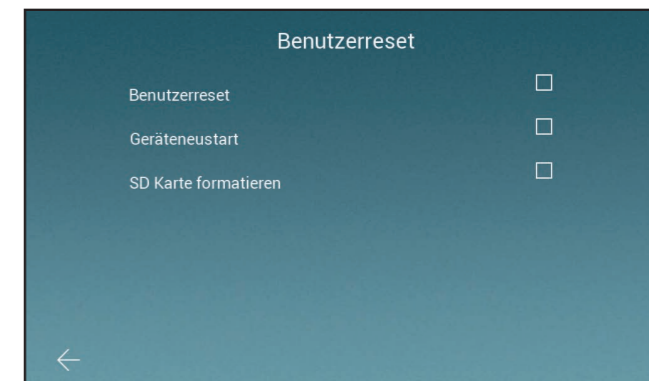 Benutzerreset
Benutzerreset
Geräteneustart
SD Karte formatieren